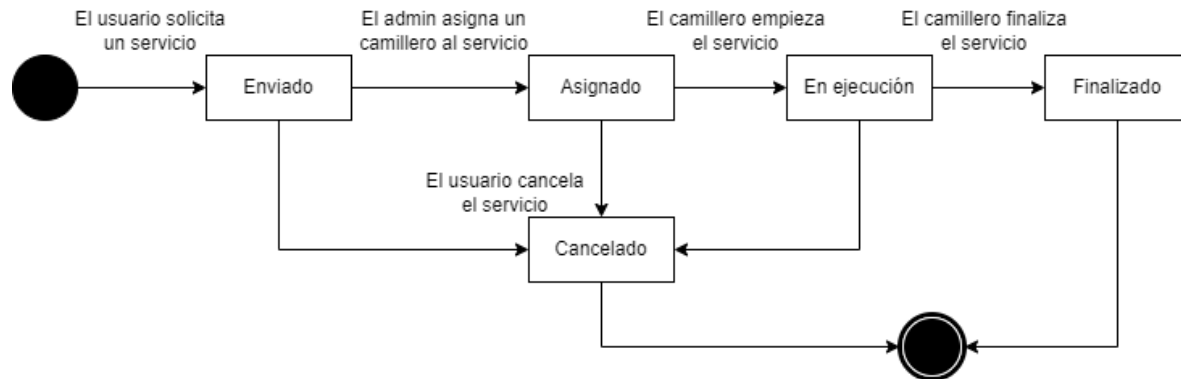 El usuario solicita
un servicio
El admin asigna un
camillero al servicio
El camillero empieza
el servicio
El camillero finaliza
el servicio
Enviado
Asignado
En ejecución
Finalizado
El usuario cancela
el servicio
Cancelado